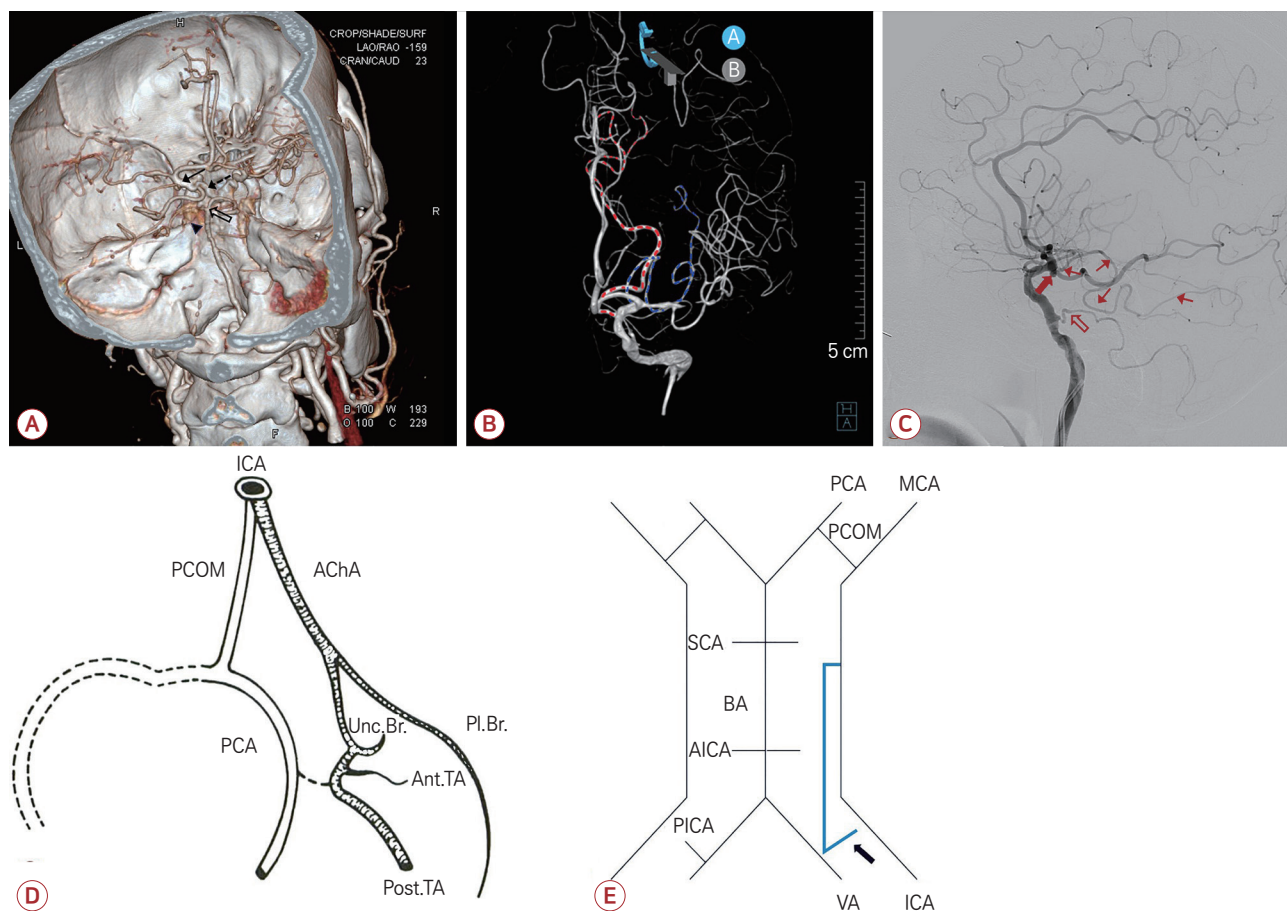 H
CROP/SHADE/SURF
LAO/RAO -159
CRAN/CAUD 23
L
R
B 100 W 193
O 100 C 229
F
A
A
B
5 cm
H
A
B
C
ICA
PCOM
AChA
Unc.Br.
Pl.Br.
PCA
Ant.TA
Post.TA
D
PCA
MCA
PCOM
SCA
BA
AICA
PICA
VA
ICA
E